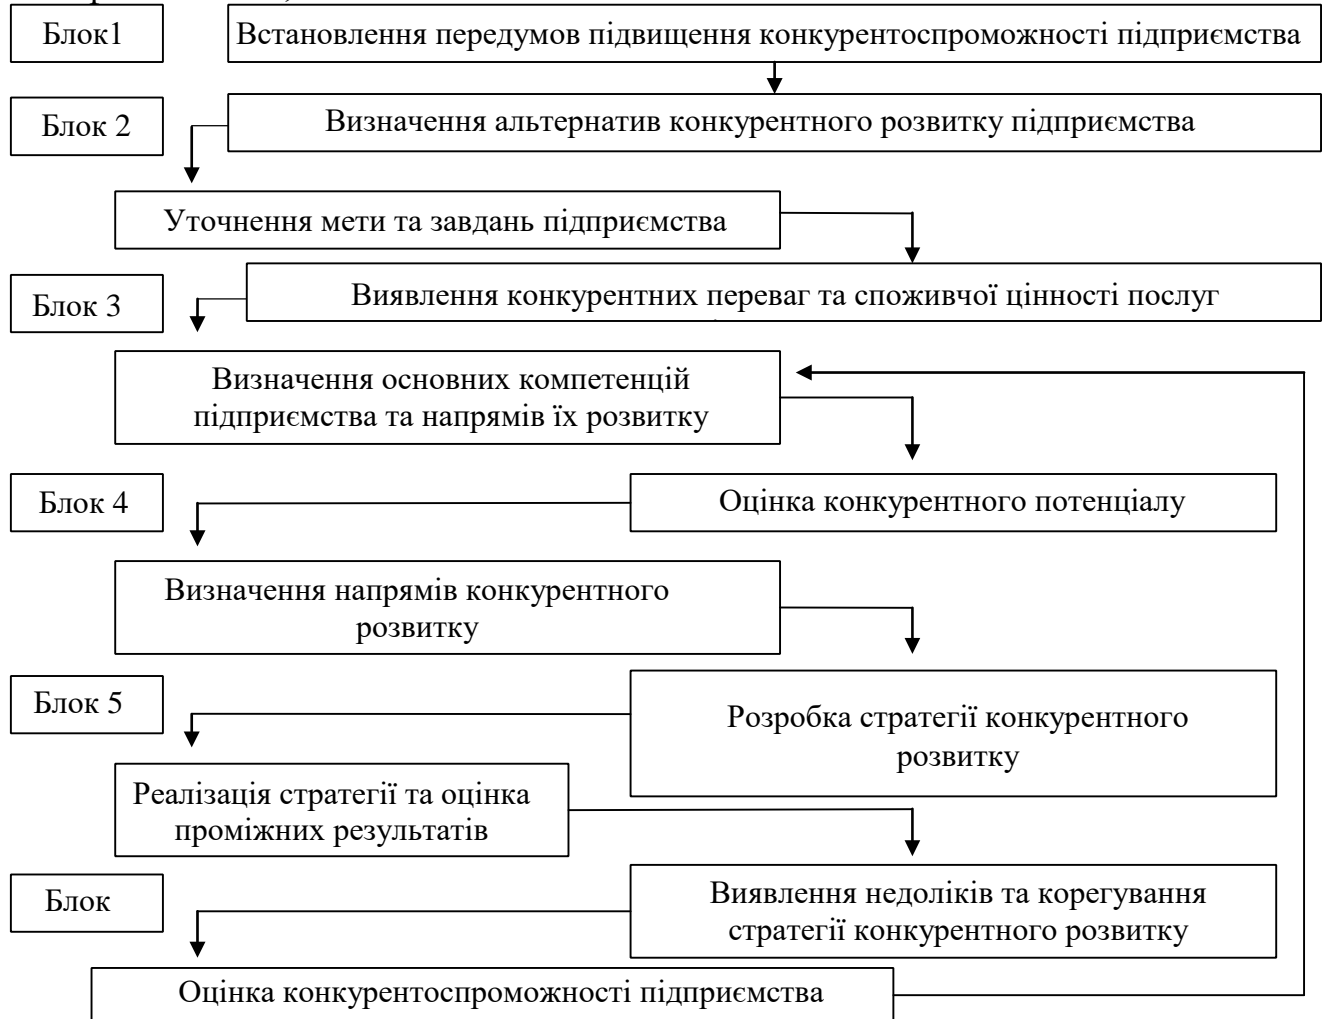 Блок1
Встановлення передумов підвищення конкурентоспроможності підприємства
Блок 2
Визначення альтернатив конкурентного розвитку підприємства
Уточнення мети та завдань підприємства
Блок 3
Виявлення конкурентних переваг та споживчої цінності послуг
Визначення основних компетенцій
підприємства та напрямів їх розвитку
Блок 4
Оцінка конкурентного потенціалу
Визначення напрямів конкурентного
розвитку
Блок 5
Розробка стратегії конкурентного
розвитку
Реалізація стратегії та оцінка
проміжних результатів
Блок
Виявлення недоліків та корегування
стратегії конкурентного розвитку
Оцінка конкурентоспроможності підприємства